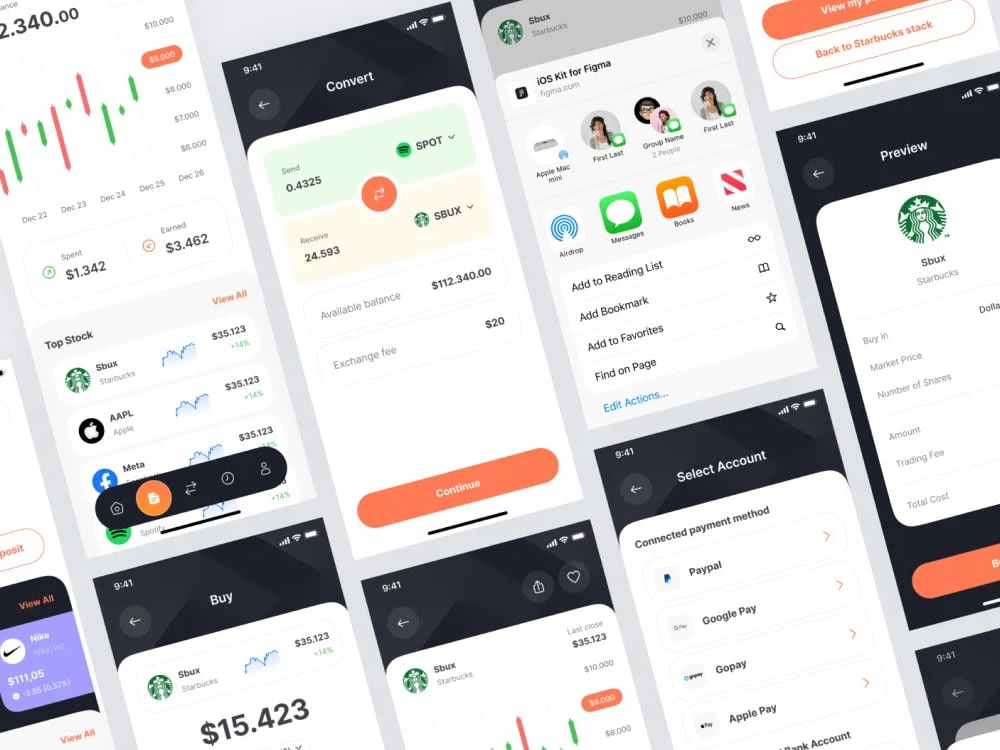 2.340.00
$10.000
$9.000
$8.000
$7.000
$6.000
Dec 22
Dec 23
Dec 24
Dec 25
Dec 26
Spent
$1.342
Earned
$3.462
View All
Top Stock
Sbux
Starbucks
$35.123
+14%
AAPL
Apple
$35.123
+14%
Meta
$35.123
Spotify
+14%
posit
View All
Nike
Nike, Inc
$111,05
-2.85 (0.32%)
View All
9:41
Convert
Send
0.4325
SPOT
Receive
24.593
SBUX
Available balance
$112.340.00
Exchange fee
$20
Continue
9:41
Buy
Sbux
Starbucks
$35.123
+14%
$15.423
Sbux
Starbucks
$10.000
iOS Kit for Figma
figma.com
Apple Mac
mini
First Last
Group Name
2 People
First Last
Airdrop
Messages
Books
News
Add to Reading List
Add Bookmark
Add to Favorites
Find on Page
Edit Actions...
9:41
Sbux
Starbucks
Last close
$35.123
$10.000
$9.000
$8.000
View my
Back to Starbucks stack
9:41
Preview
Sbux
Starbucks
Buy in
Dolla
Market Price
Number of Shares
Amount
Trading Fee
Total Cost
9:41
Select Account
Connected payment method
Paypal
Google Pay
Gopay
Apple Pay
Bank Account
9:41